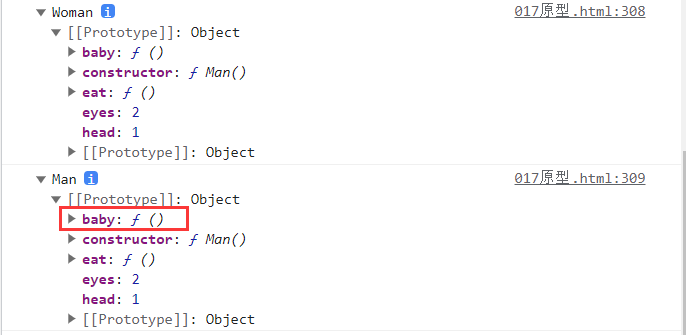 Woman i 017原型.html:308
[[Prototype]]: Object
baby: ƒ ()
constructor: ƒ Man()
eat: ƒ ()
eyes: 2
head: 1
[[Prototype]]: Object
Man i 017原型.html:309
[[Prototype]]: Object
baby: ƒ ()
constructor: ƒ Man()
eat: ƒ ()
eyes: 2
head: 1
[[Prototype]]: Object